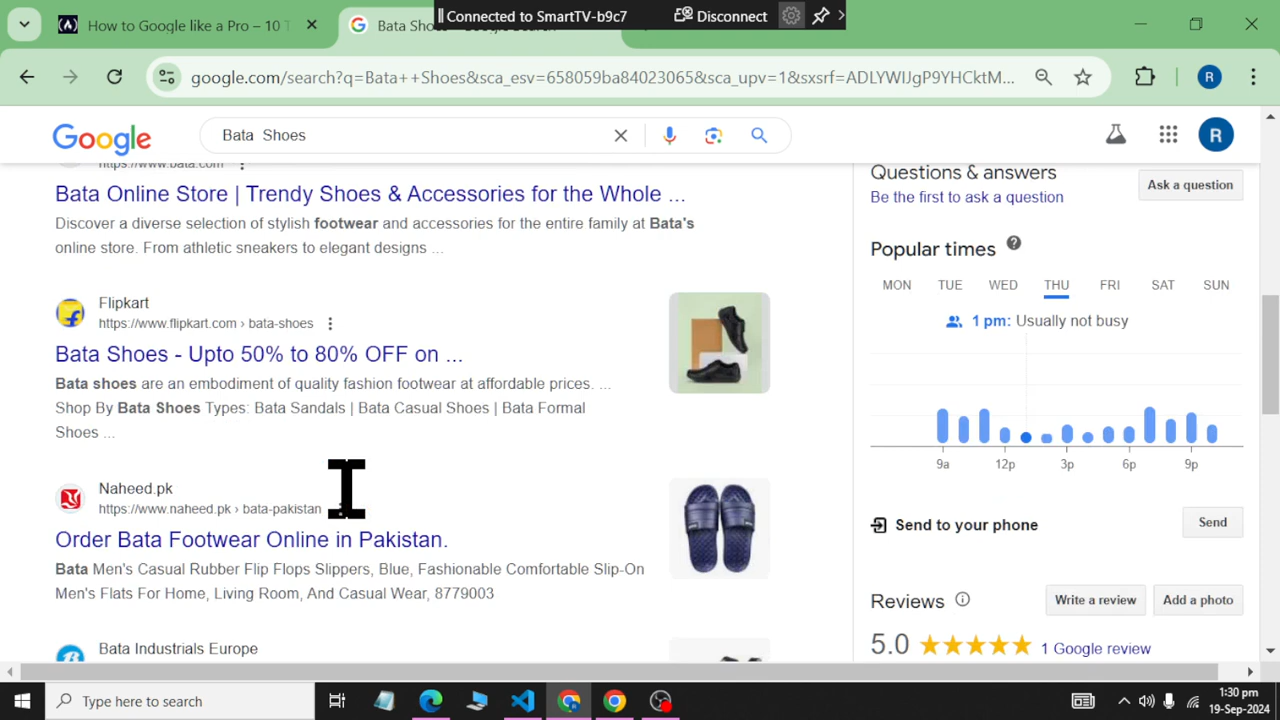 How to Google like a Pro – 10
Bata Sho
Connected to SmartTV-b9c7
Disconnect
google.com/search?q=Bata++Shoes&sca_esv=658059ba84023065&sca_upv=1&sxsrf=ADLYWIJgP9YHCktM...
R
Google
Bata  Shoes
R
https://www.bata.com
Bata Online Store | Trendy Shoes & Accessories for the Whole ...
Discover a diverse selection of stylish footwear and accessories for the entire family at Bata's
online store. From athletic sneakers to elegant designs ...
Flipkart
https://www.flipkart.com › bata-shoes
Bata Shoes - Upto 50% to 80% OFF on ...
Bata shoes are an embodiment of quality fashion footwear at affordable prices. ...
Shop By Bata Shoes Types: Bata Sandals | Bata Casual Shoes | Bata Formal
Shoes ...
Naheed.pk
https://www.naheed.pk › bata-pakistan
Order Bata Footwear Online in Pakistan.
Bata Men's Casual Rubber Flip Flops Slippers, Blue, Fashionable Comfortable Slip-On
Men's Flats For Home, Living Room, And Casual Wear, 8779003
Bata Industrials Europe
Questions & answers
Be the first to ask a question
Ask a question
Popular times
MON TUE WED THU FRI SAT SUN
1 pm: Usually not busy
9a 12p 3p 6p 9p
Send to your phone
Send
Reviews
Write a review
Add a photo
5.0
1 Google review
Type here to search
1:30 pm
19-Sep-2024